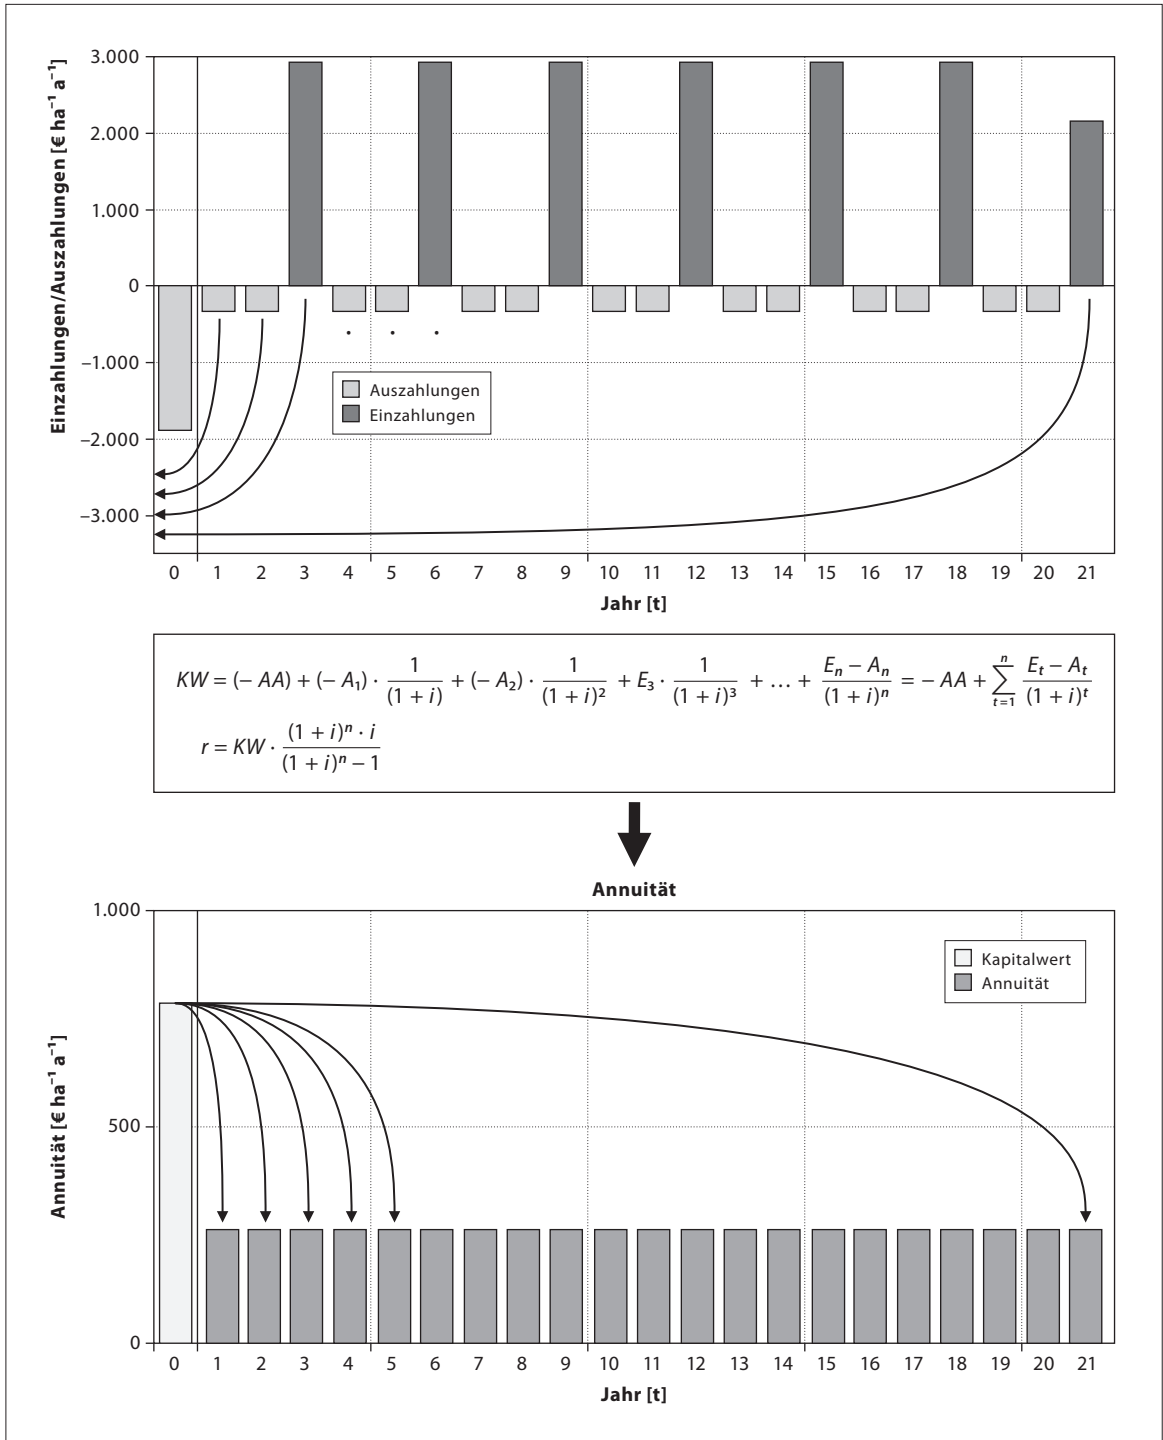 Einzahlungen/Auszahlungen [€ ha⁻¹ a⁻¹]
3.000
2.000
1.000
0
−1.000
−2.000
−3.000
Auszahlungen
Einzahlungen
0 1 2 3 4 5 6 7 8 9 10 11 12 13 14 15 16 17 18 19 20 21
Jahr [t]
KW = (− AA) + (− A₁) · 1/(1 + i) + (− A₂) · 1/(1 + i)² + E₃ · 1/(1 + i)³ + … + (Eₙ − Aₙ)/(1 + i)ⁿ = − AA + ∑ₜ₌₁ⁿ (Eₜ − Aₜ)/(1 + i)ᵗ
r = KW · ((1 + i)ⁿ · i)/((1 + i)ⁿ − 1)
Annuität
Annuität [€ ha⁻¹ a⁻¹]
1.000
500
0
Kapitalwert
Annuität
0 1 2 3 4 5 6 7 8 9 10 11 12 13 14 15 16 17 18 19 20 21
Jahr [t]